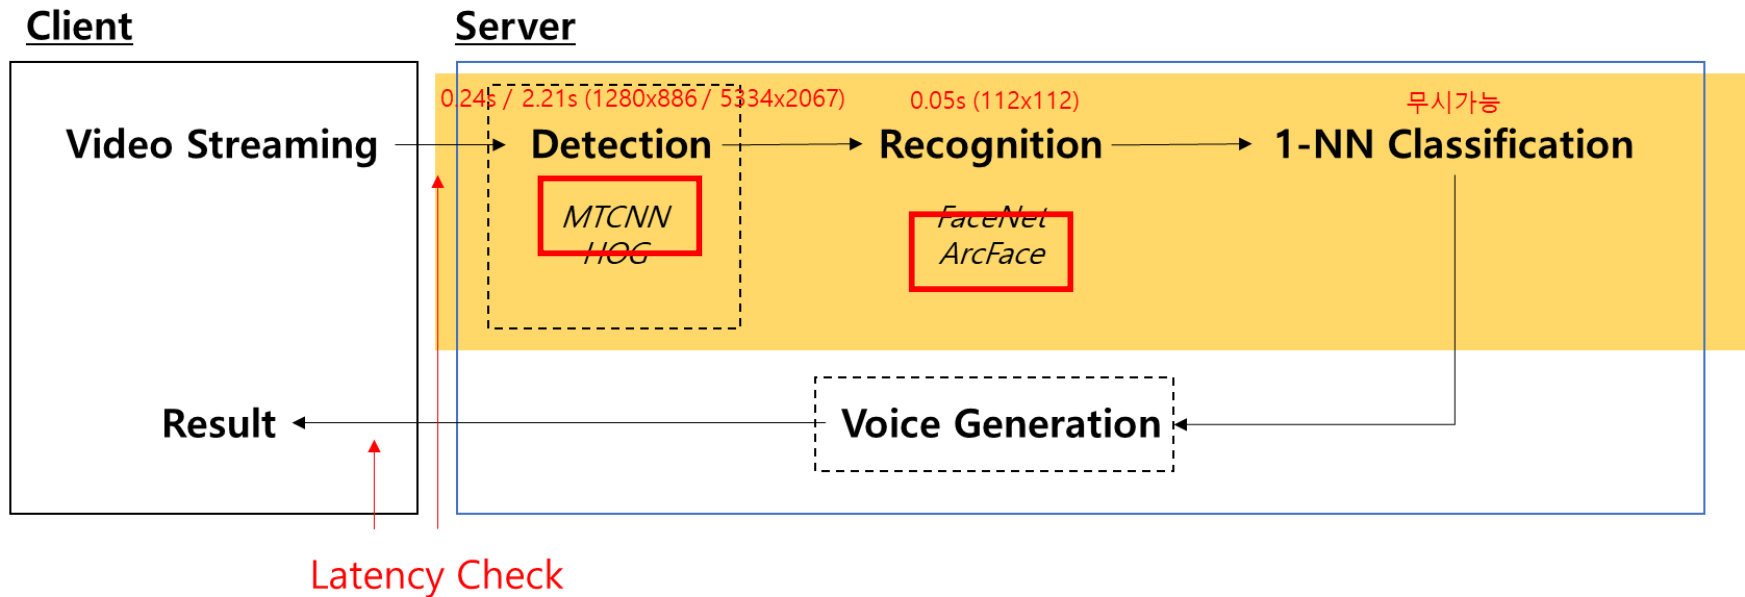 Client
Server
0.24s / 2.21s (1280x886 / 5334x2067)
0.05s (112x112)
무시가능
Video Streaming
Detection
Recognition
1-NN Classification
MTCNN
HOG
FaceNet
ArcFace
Result
Voice Generation
Latency Check